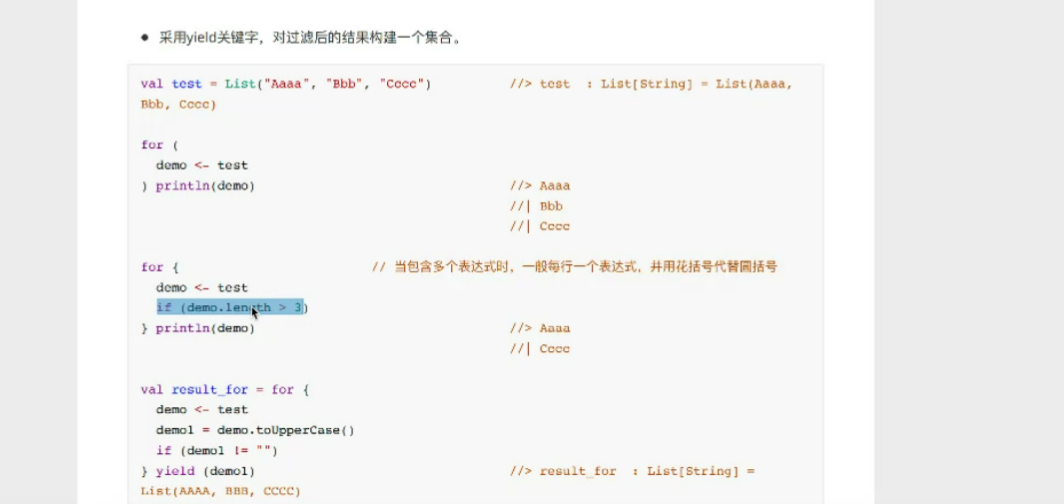 采用yield关键字，对过滤后的结果构建一个集合。
val test = List("Aaaa", "Bbb", "Cccc") //> test : List[String] = List(Aaaa,
Bbb, Cccc)
for (
demo <- test
) println(demo) //> Aaaa
//| Bbb
//| Cccc
for { // 当包含多个表达式时，一般每行一个表达式，并用花括号代替圆括号
demo <- test
if (demo.length > 3)
} println(demo) //> Aaaa
//| Cccc
val result_for = for {
demo <- test
demo1 = demo.toUpperCase()
if (demo1 != "")
} yield (demo1) //> result_for : List[String] =
List(AAAA, BBB, CCCC)